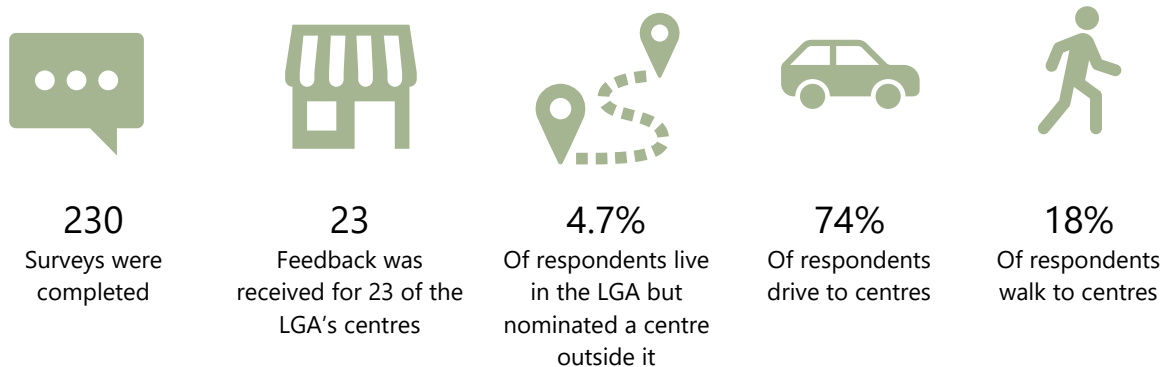 230
Surveys were
completed
23
Feedback was
received for 23 of the
LGA’s centres
4.7%
Of respondents live
in the LGA but
nominated a centre
outside it
74%
Of respondents
drive to centres
18%
Of respondents
walk to centres